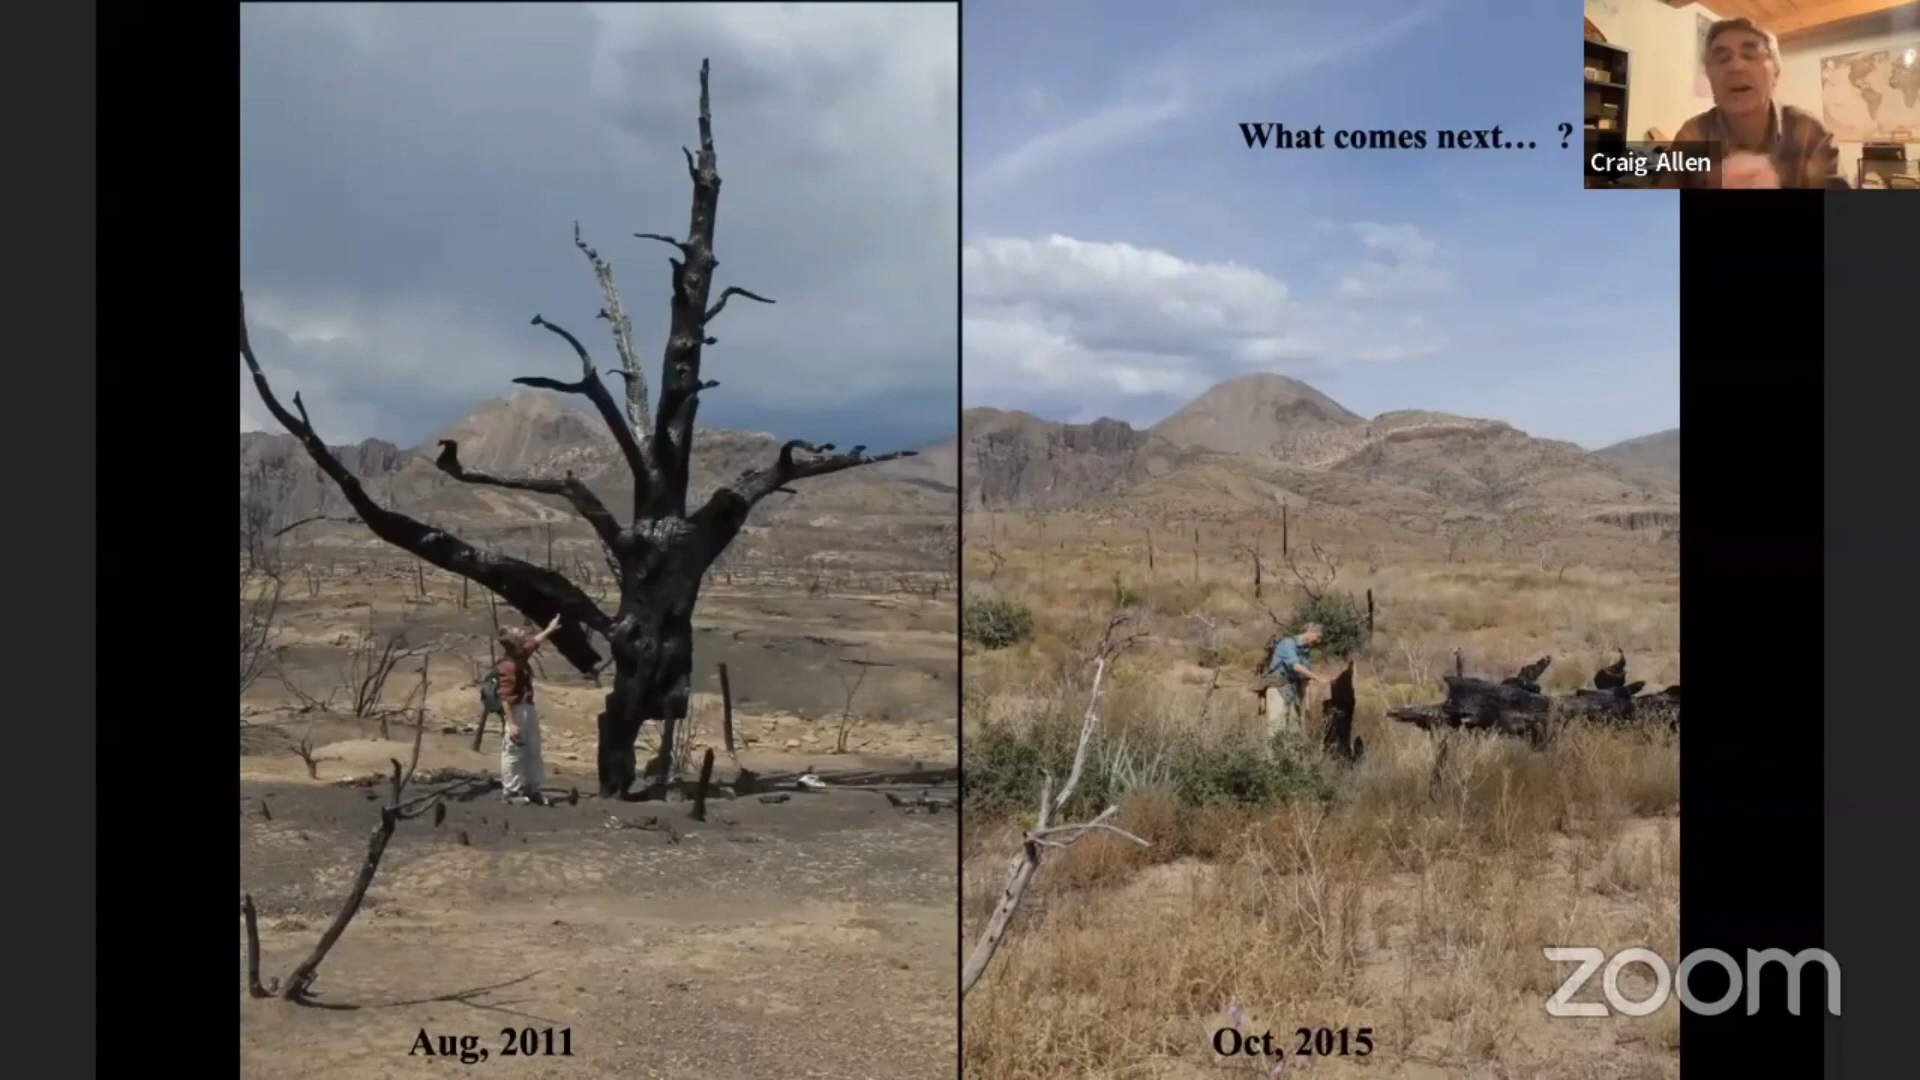 What comes next... ?
Craig Allen
zoom
Aug, 2011
Oct, 2015